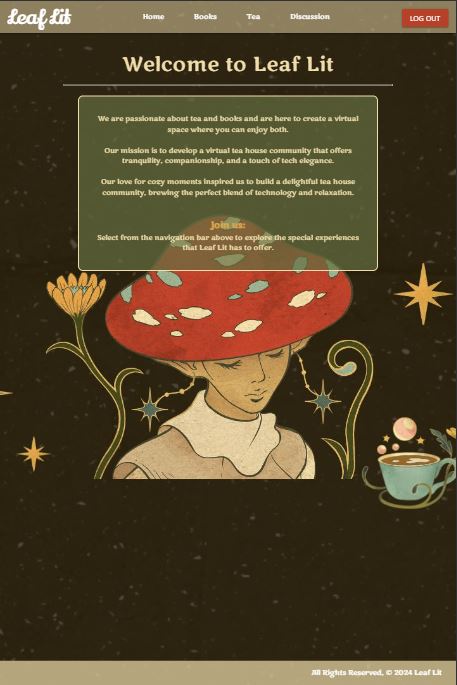 Leaf Lit
Home Books Tea Discussion LOG OUT
Welcome to Leaf Lit
We are passionate about tea and books and are here to create a virtual
space where you can enjoy both.
Our mission is to develop a virtual tea house community that offers
tranquility, companionship, and a touch of tech elegance.
Our love for cozy moments inspired us to build a delightful tea house
community, brewing the perfect blend of technology and relaxation.
Join us:
Select from the navigation bar above to explore the special experiences
that Leaf Lit has to offer.
All Rights Reserved, © 2024 Leaf Lit